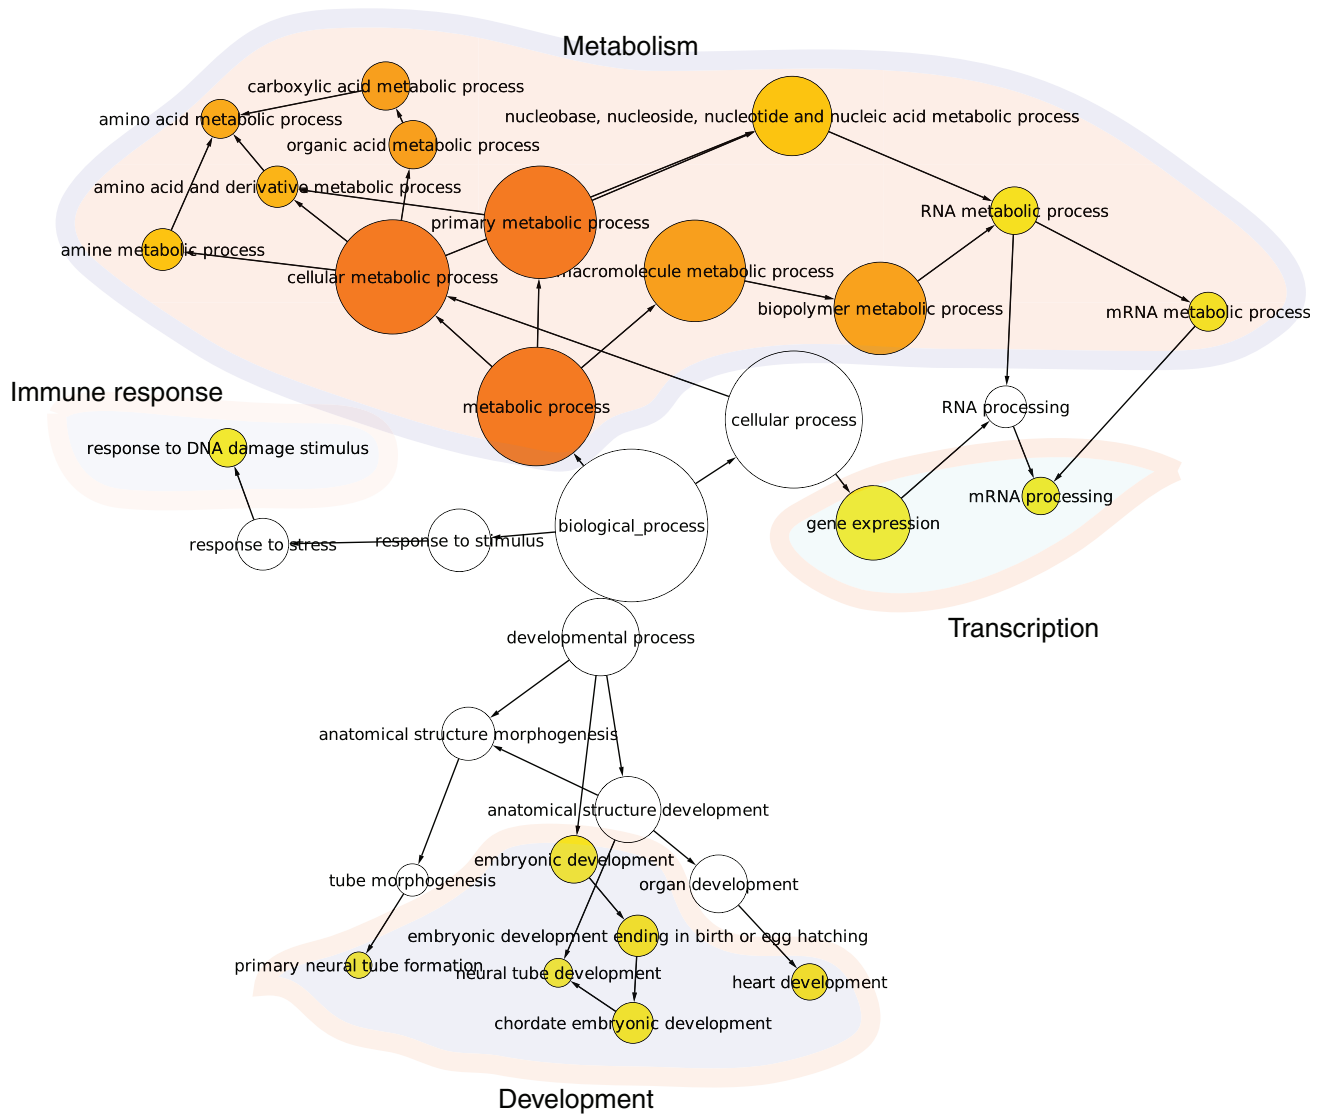 Metabolism
carboxylic acid metabolic process
amino acid metabolic process
nucleobase, nucleoside, nucleotide and nucleic acid metabolic process
organic acid metabolic process
amino acid and derivative metabolic process
RNA metabolic process
primary metabolic process
amine metabolic process
macromolecule metabolic process
cellular metabolic process
biopolymer metabolic process
mRNA metabolic process
Immune response
metabolic process
RNA processing
cellular process
response to DNA damage stimulus
mRNA processing
gene expression
biological_process
response to stimulus
response to stress
Transcription
developmental process
anatomical structure morphogenesis
anatomical structure development
embryonic development
tube morphogenesis
organ development
embryonic development ending in birth or egg hatching
primary neural tube formation
neural tube development
heart development
chordate embryonic development
Development